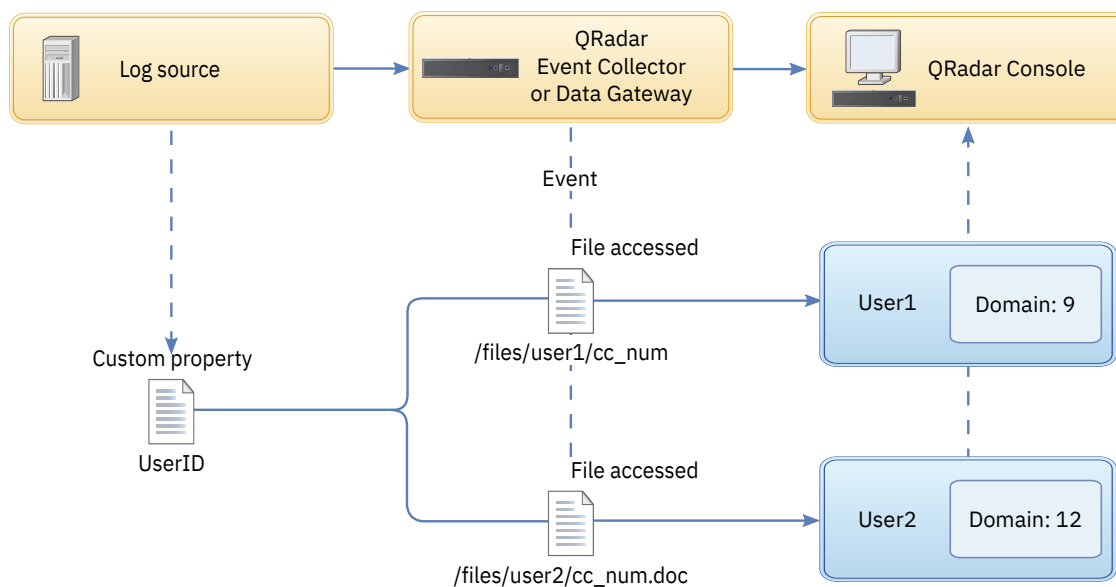 Log source
QRadar
Event Collector
or Data Gateway
QRadar Console
Event
File accessed
/files/user1/cc_num
User1
Domain: 9
Custom property
UserID
File accessed
/files/user2/cc_num.doc
User2
Domain: 12